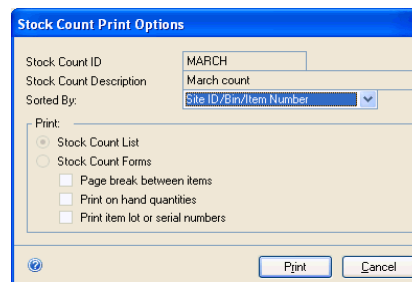 Stock Count Print Options
Stock Count ID MARCH
Stock Count Description March count
Sorted By: Site ID/Bin/Item Number
Print:
Stock Count List
Stock Count Forms
Page break between items
Print on hand quantities
Print item lot or serial numbers
? Print Cancel